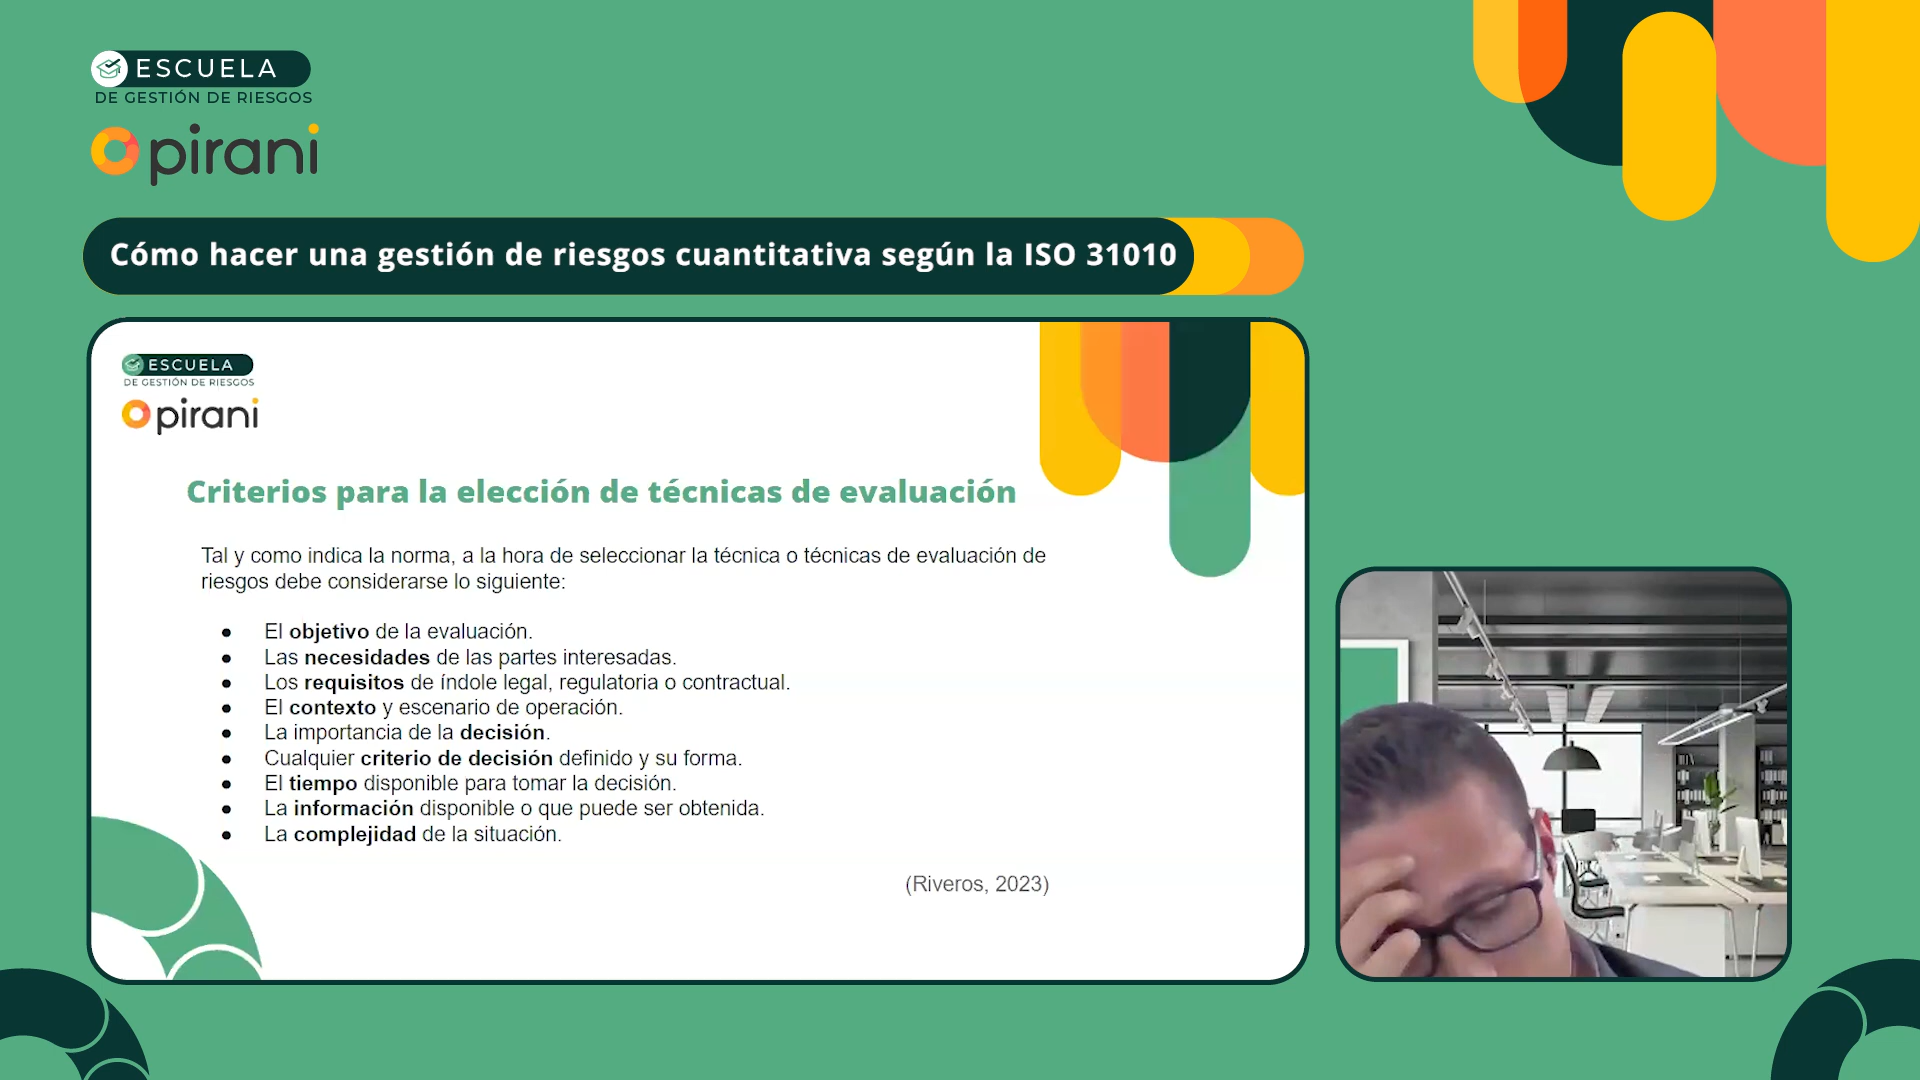 ESCUELA
DE GESTIÓN DE RIESGOS
pirani
Cómo hacer una gestión de riesgos cuantitativa según la ISO 31010
ESCUELA
DE GESTIÓN DE RIESGOS
pirani
Criterios para la elección de técnicas de evaluación
Tal y como indica la norma, a la hora de seleccionar la técnica o técnicas de evaluación de
riesgos debe considerarse lo siguiente:
● El objetivo de la evaluación.
● Las necesidades de las partes interesadas.
● Los requisitos de índole legal, regulatoria o contractual.
● El contexto y escenario de operación.
● La importancia de la decisión.
● Cualquier criterio de decisión definido y su forma.
● El tiempo disponible para tomar la decisión.
● La información disponible o que puede ser obtenida.
● La complejidad de la situación.
(Riveros, 2023)